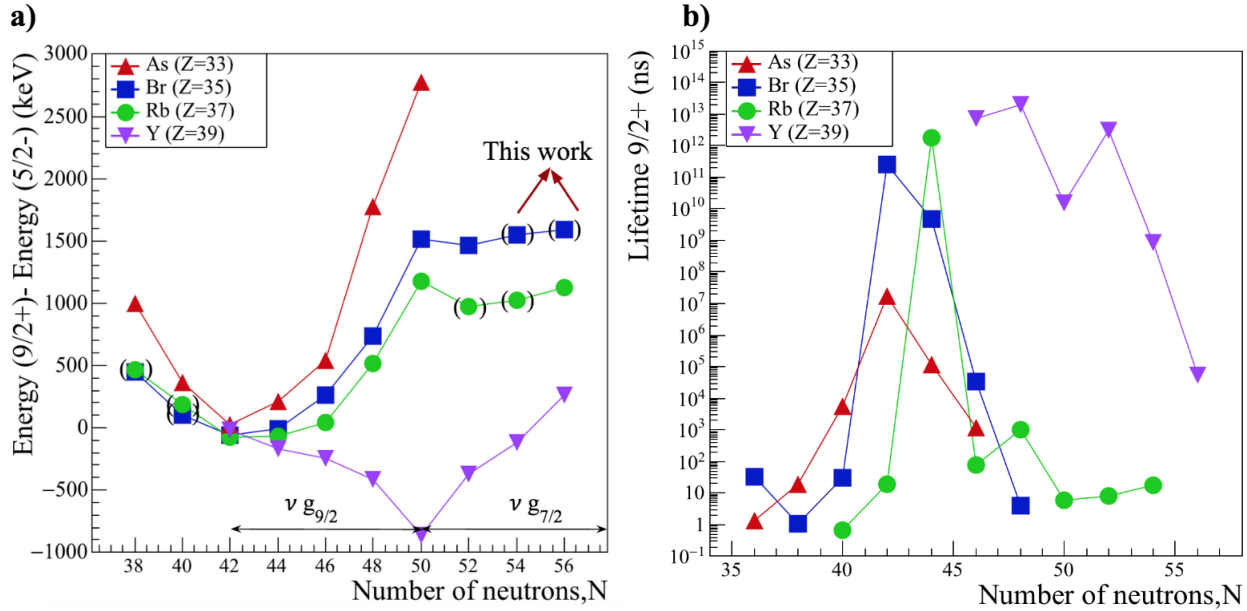 a)
Energy (9/2+)- Energy (5/2-) (keV)
3000
2500
2000
1500
1000
500
0
−500
−1000
As (Z=33)
Br (Z=35)
Rb (Z=37)
Y (Z=39)
This work
( ) ( )
( ) ( )
( )
( )
( )
ν g9/2
ν g7/2
38 40 42 44 46 48 50 52 54 56
Number of neutrons,N
b)
Lifetime 9/2+ (ns)
10^15
10^14
10^13
10^12
10^11
10^10
10^9
10^8
10^7
10^6
10^5
10^4
10^3
10^2
10
1
10^−1
As (Z=33)
Br (Z=35)
Rb (Z=37)
Y (Z=39)
35 40 45 50 55
Number of neutrons,N